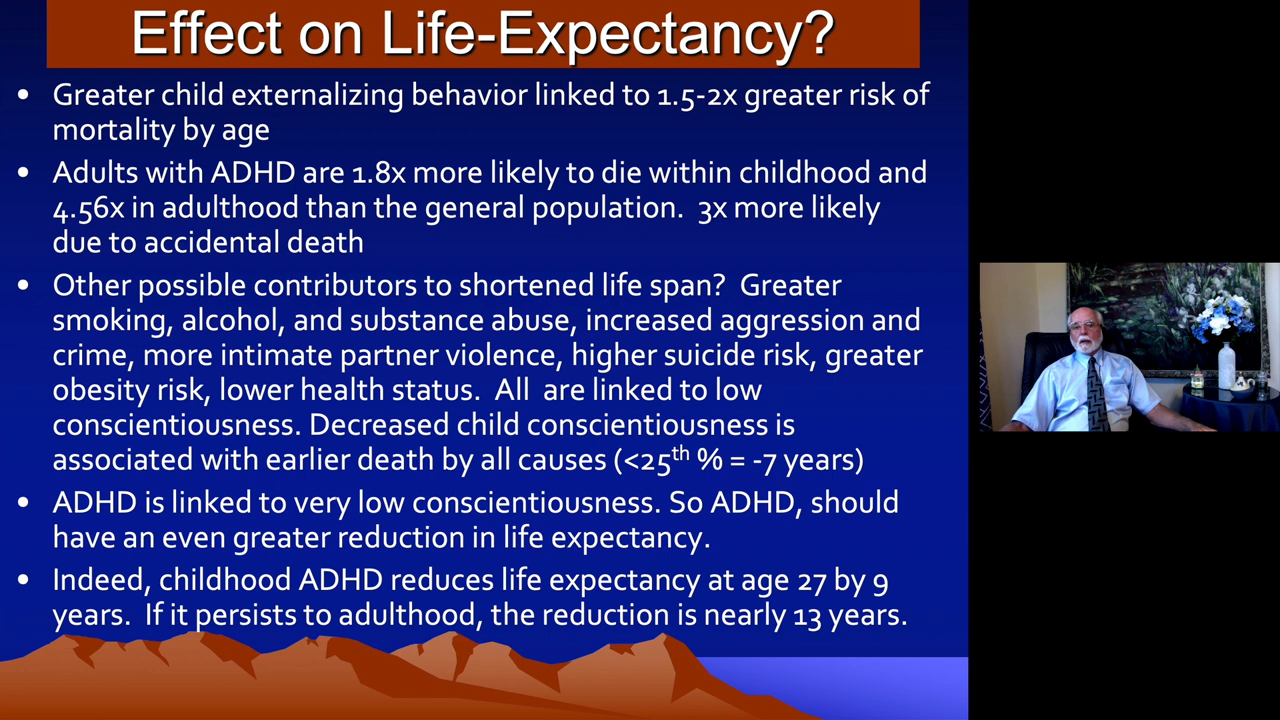 Effect on Life-Expectancy?
• Greater child externalizing behavior linked to 1.5-2x greater risk of
mortality by age
• Adults with ADHD are 1.8x more likely to die within childhood and
4.56x in adulthood than the general population.  3x more likely
due to accidental death
• Other possible contributors to shortened life span?  Greater
smoking, alcohol, and substance abuse, increased aggression and
crime, more intimate partner violence, higher suicide risk, greater
obesity risk, lower health status.  All  are linked to low
conscientiousness. Decreased child conscientiousness is
associated with earlier death by all causes (<25th % = -7 years)
• ADHD is linked to very low conscientiousness. So ADHD, should
have an even greater reduction in life expectancy.
• Indeed, childhood ADHD reduces life expectancy at age 27 by 9
years.  If it persists to adulthood, the reduction is nearly 13 years.